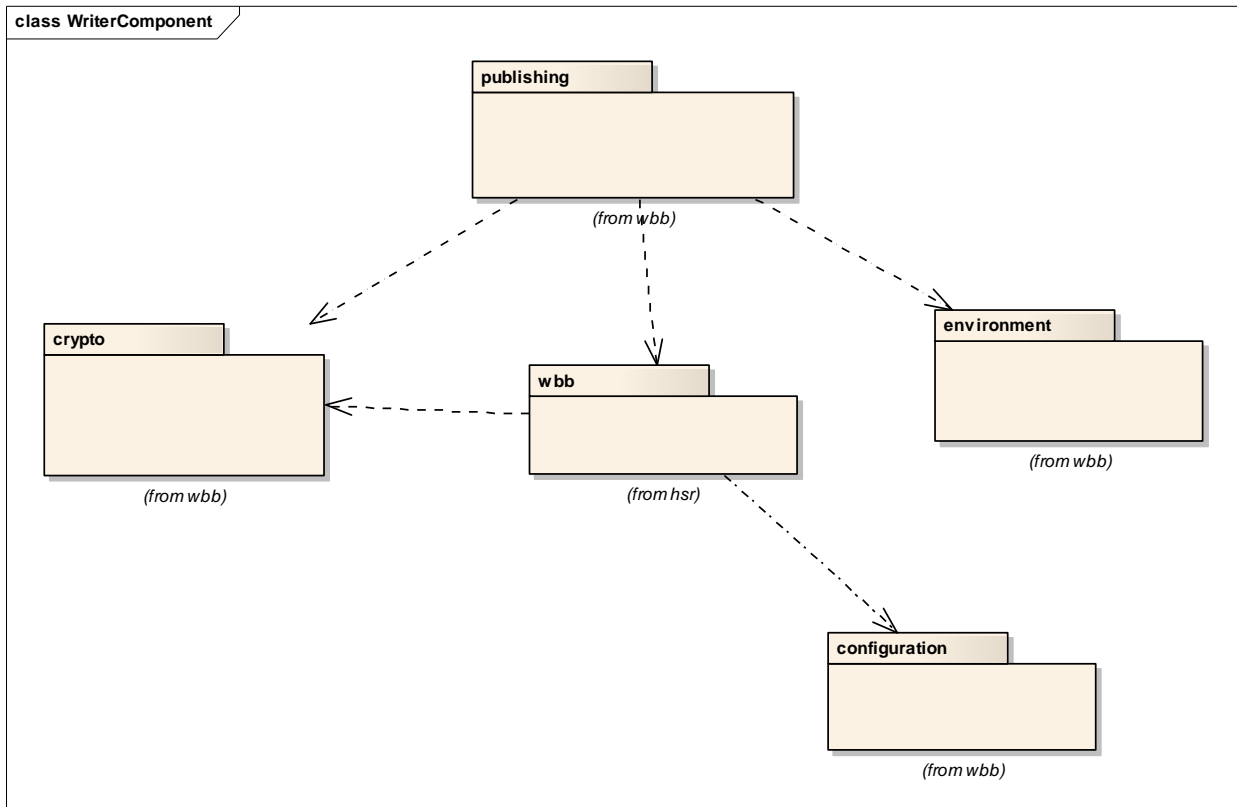 class WriterComponent
publishing
(from wbb)
crypto
(from wbb)
wbb
(from hsr)
environment
(from wbb)
configuration
(from wbb)